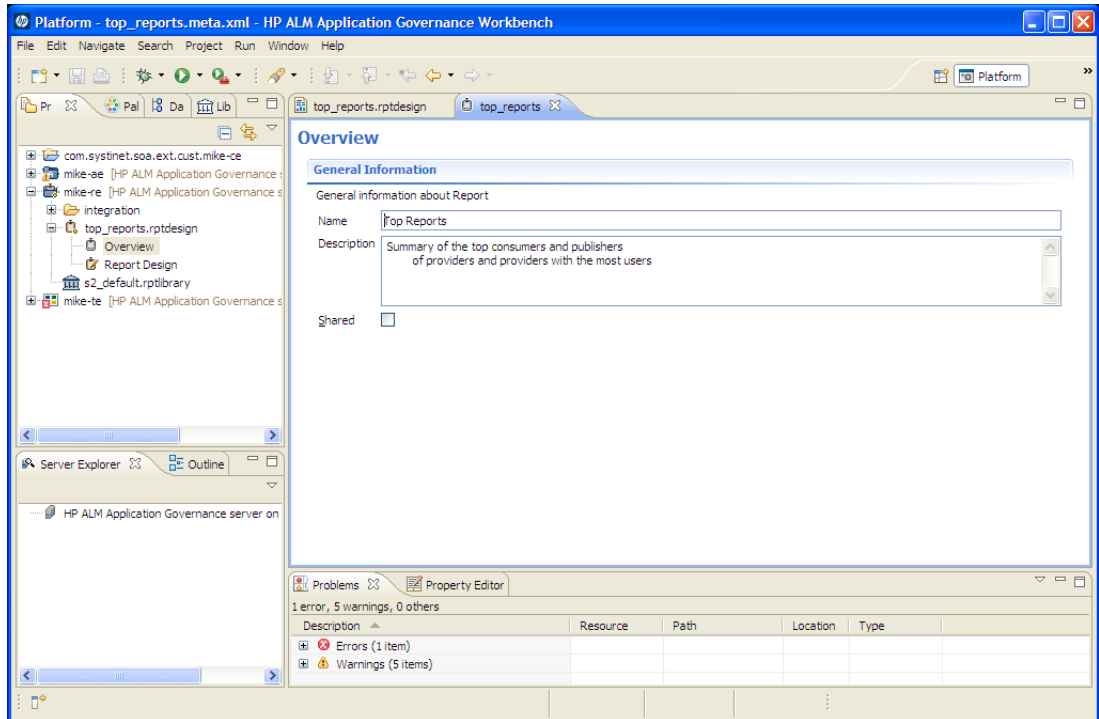 Platform - top_reports.meta.xml - HP ALM Application Governance Workbench
File Edit Navigate Search Project Run Window Help
Platform
»
Pr Pal Da Lib
top_reports.rptdesign top_reports
com.systinet.soa.ext.cust.mike-ce
mike-ae [HP ALM Application Governance
mike-re [HP ALM Application Governance s
integration
top_reports.rptdesign
Overview
Report Design
s2_default.rptlibrary
mike-te [HP ALM Application Governance s
Overview
General Information
General information about Report
Name Top Reports
Description Summary of the top consumers and publishers
of providers and providers with the most users
Shared
Server Explorer Outline
HP ALM Application Governance server on
Problems Property Editor
1 error, 5 warnings, 0 others
Description Resource Path Location Type
Errors (1 item)
Warnings (5 items)